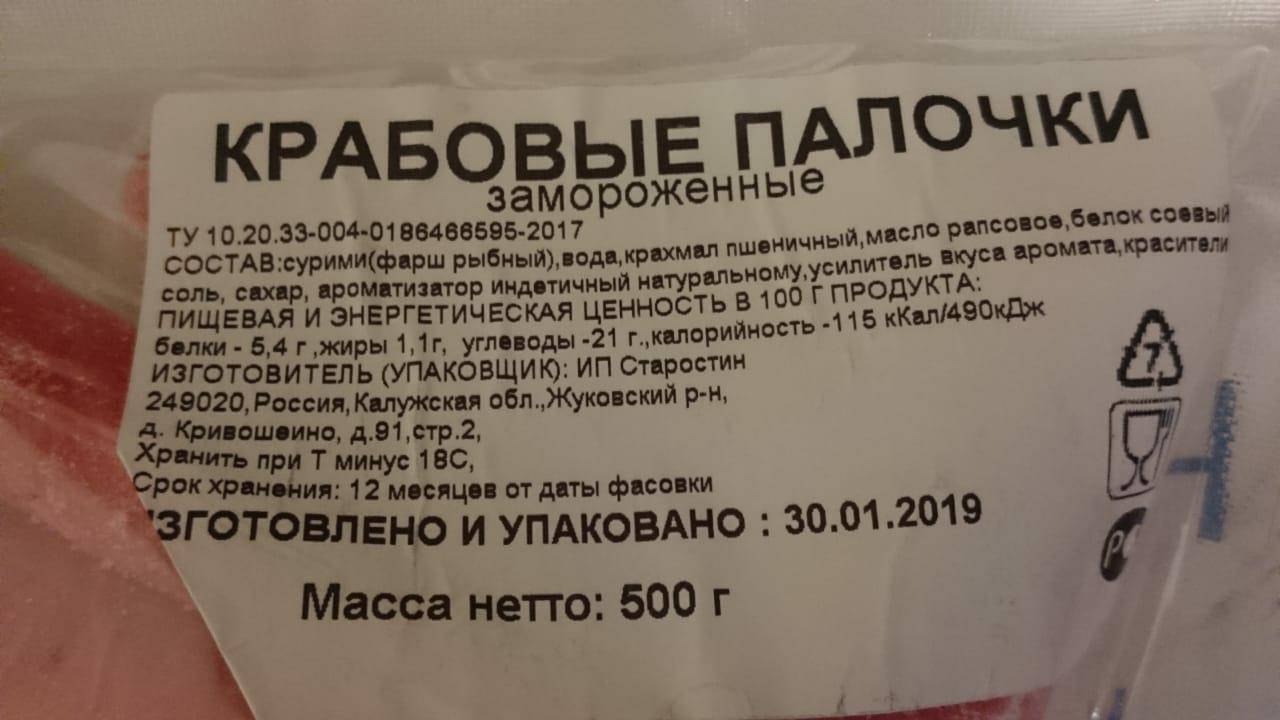 КРАБОВЫЕ ПАЛОЧКИ
замороженные
ТУ 10.20.33-004-0186466595-2017
СОСТАВ:сурими(фарш рыбный),вода,крахмал пшеничный,масло рапсовое,белок соевый
соль, сахар, ароматизатор индетичный натуральному,усилитель вкуса аромата,красители
ПИЩЕВАЯ И ЭНЕРГЕТИЧЕСКАЯ ЦЕННОСТЬ В 100 Г ПРОДУКТА:
белки - 5,4 г ,жиры 1,1г, углеводы -21 г.,калорийность -115 кКал/490кДж
ИЗГОТОВИТЕЛЬ (УПАКОВЩИК): ИП Старостин
249020,Россия,Калужская обл.,Жуковский р-н,
д. Кривошеино, д.91,стр.2,
Хранить при Т минус 18С,
Срок хранения: 12 месяцев от даты фасовки
ИЗГОТОВЛЕНО И УПАКОВАНО : 30.01.2019
Масса нетто: 500 г
7
РС